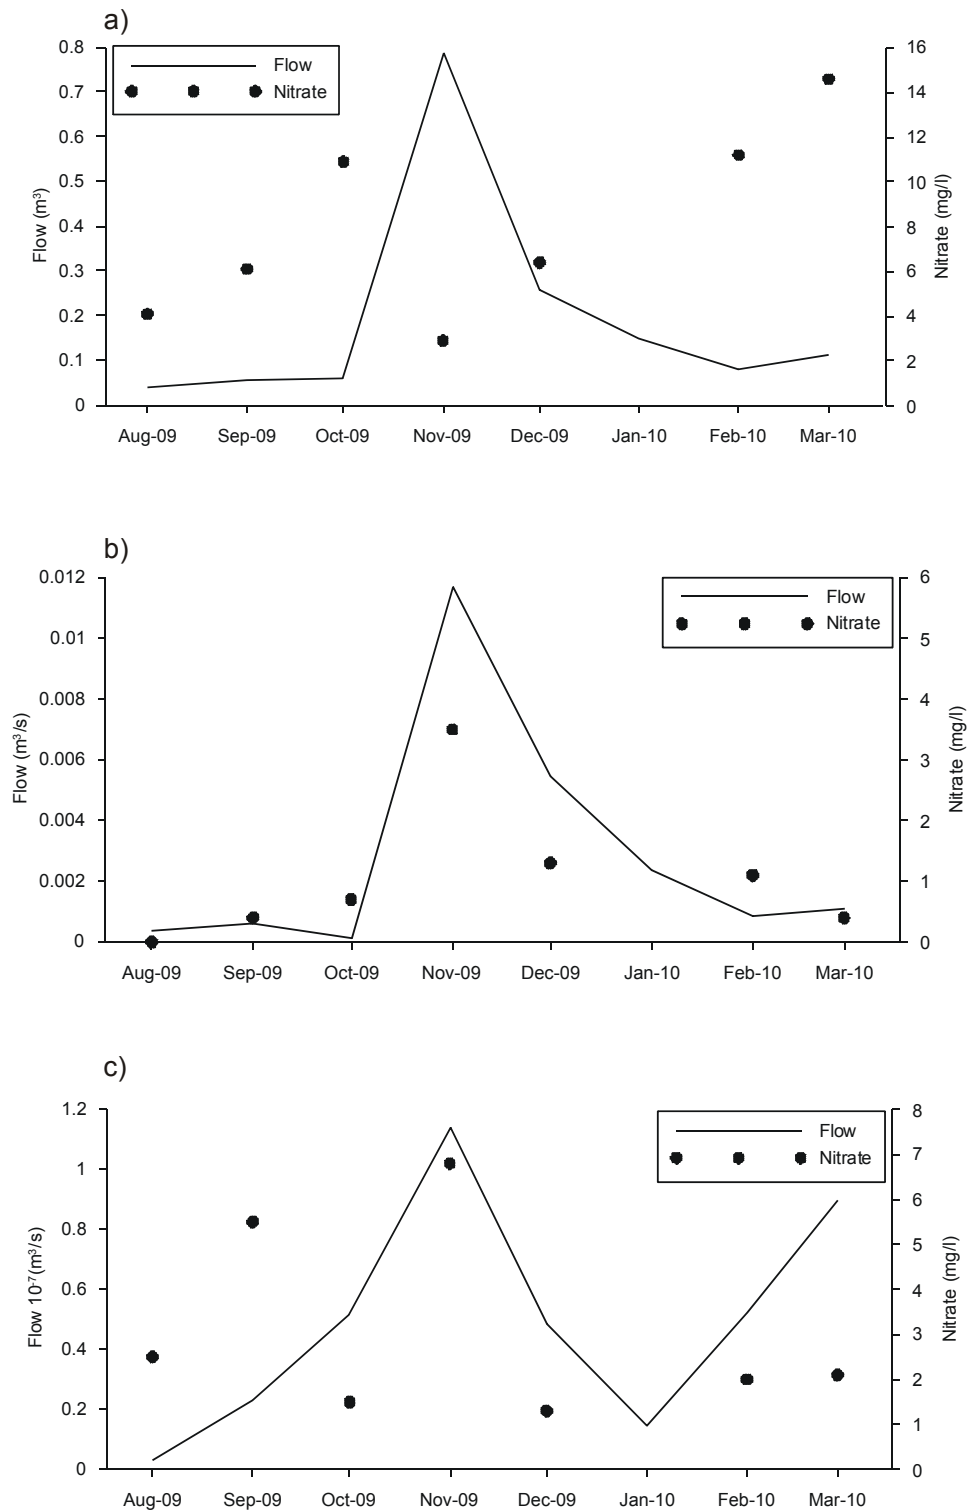 a)
0.8
0.7
0.6
0.5
0.4
0.3
0.2
0.1
0
Flow (m³)
Flow
Nitrate
16
14
12
10
8
6
4
2
0
Nitrate (mg/l)
Aug-09 Sep-09 Oct-09 Nov-09 Dec-09 Jan-10 Feb-10 Mar-10
b)
0.012
0.01
0.008
0.006
0.004
0.002
0
Flow (m³/s)
Flow
Nitrate
6
5
4
3
2
1
0
Nitrate (mg/l)
Aug-09 Sep-09 Oct-09 Nov-09 Dec-09 Jan-10 Feb-10 Mar-10
c)
1.2
1
0.8
0.6
0.4
0.2
0
Flow 10⁻⁷(m³/s)
Flow
Nitrate
8
7
6
5
4
3
2
1
0
Nitrate (mg/l)
Aug-09 Sep-09 Oct-09 Nov-09 Dec-09 Jan-10 Feb-10 Mar-10